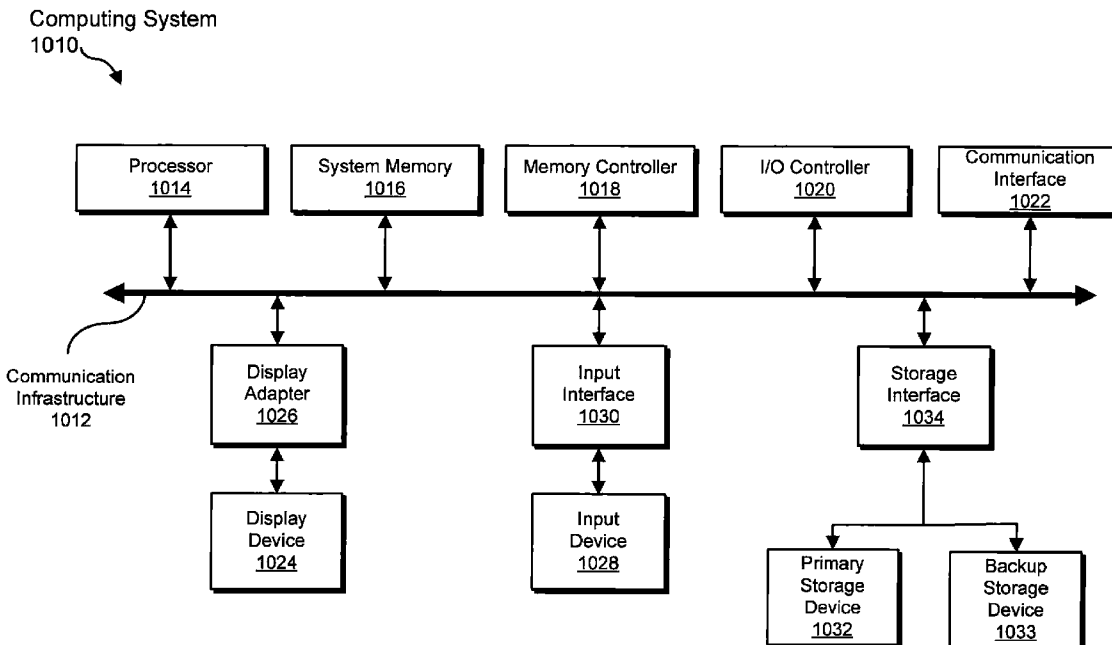 Computing System
1010
Processor
1014
System Memory
1016
Memory Controller
1018
I/O Controller
1020
Communication
Interface
1022
Communication
Infrastructure
1012
Display
Adapter
1026
Input
Interface
1030
Storage
Interface
1034
Display
Device
1024
Input
Device
1028
Primary
Storage
Device
1032
Backup
Storage
Device
1033